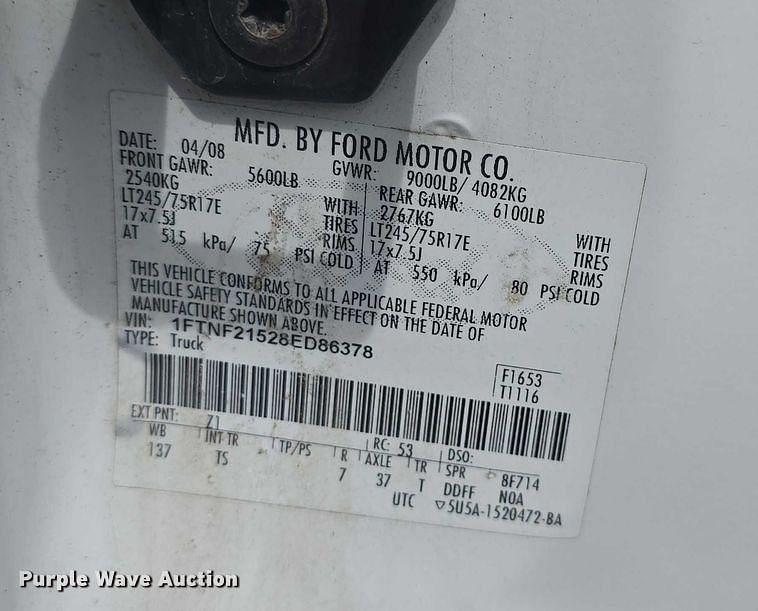 MFD. BY FORD MOTOR CO.
DATE: 04/08 GVWR: 9000LB/ 4082KG
FRONT GAWR: 5600LB REAR GAWR: 6100LB
2540KG WITH 2767KG WITH
LT245/75R17E TIRES LT245/75R17E TIRES
17x7.5J RIMS 17x7.5J RIMS
AT 515 kPa/ 75 PSI COLD AT 550 kPa/ 80 PSI COLD
THIS VEHICLE CONFORMS TO ALL APPLICABLE FEDERAL MOTOR
VEHICLE SAFETY STANDARDS IN EFFECT ON THE DATE OF
MANUFACTURE SHOWN ABOVE.
VIN: 1FTNF21528ED86378
TYPE: Truck
F1653
T1116
EXT PNT: Z1 RC: 53 DSO:
WB INT TR TP/PS R AXLE TR SPR 8F714
137 TS 7 37 T DDFF N0A
UTC ▽5U5A-1520472-BA
Purple Wave Auction